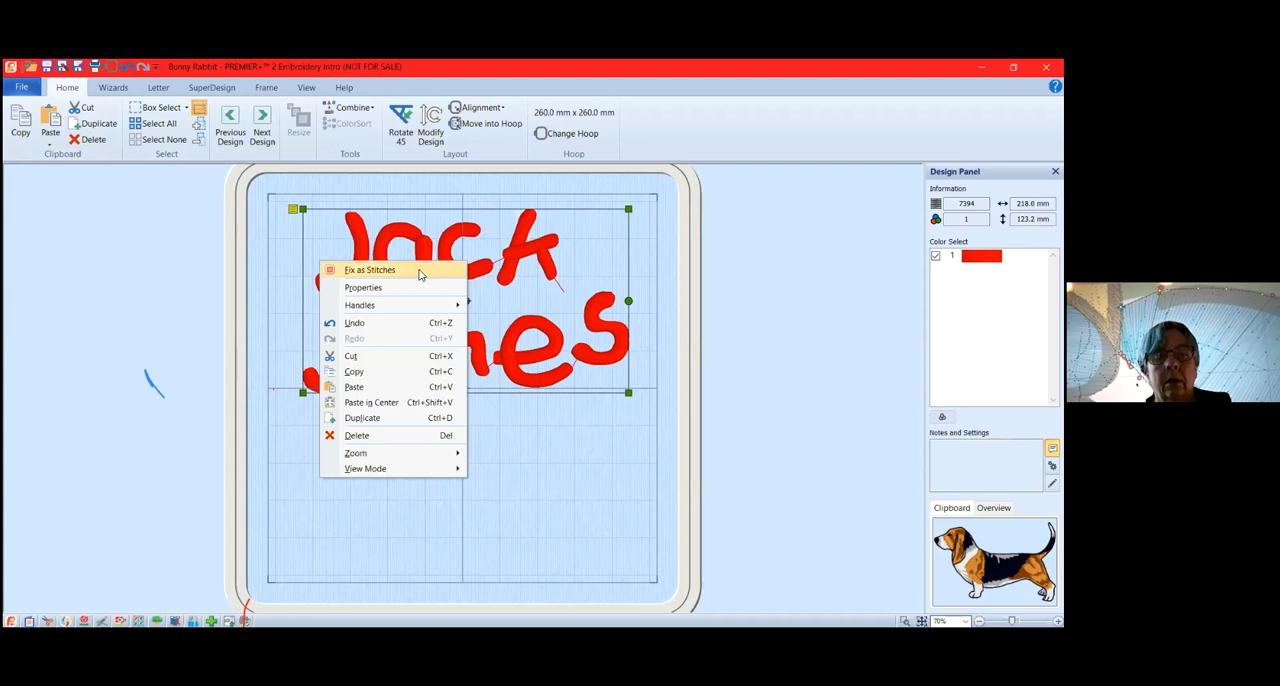 Bunny Rabbit - PREMIER+™ 2 Embroidery Intro (NOT FOR SALE)
File Home Wizards Letter SuperDesign Frame View Help
Copy
Paste
Cut
Duplicate
Delete
Clipboard
Box Select
Select All
Select None
Select
Previous Design
Next Design
Resize
Combine
ColorSort
Tools
Rotate 45
Modify Design
Alignment
Move into Hoop
Layout
260.0 mm x 260.0 mm
Change Hoop
Hoop
Jack
Fix as Stitches
Properties
Handles
Undo Ctrl+Z
Redo Ctrl+Y
Cut Ctrl+X
Copy Ctrl+C
Paste Ctrl+V
Paste in Center Ctrl+Shift+V
Duplicate Ctrl+D
Delete Del
Zoom
View Mode
Design Panel
Information
7394 218.0 mm
1 123.2 mm
Color Select
1
Notes and Settings
Clipboard Overview
70%